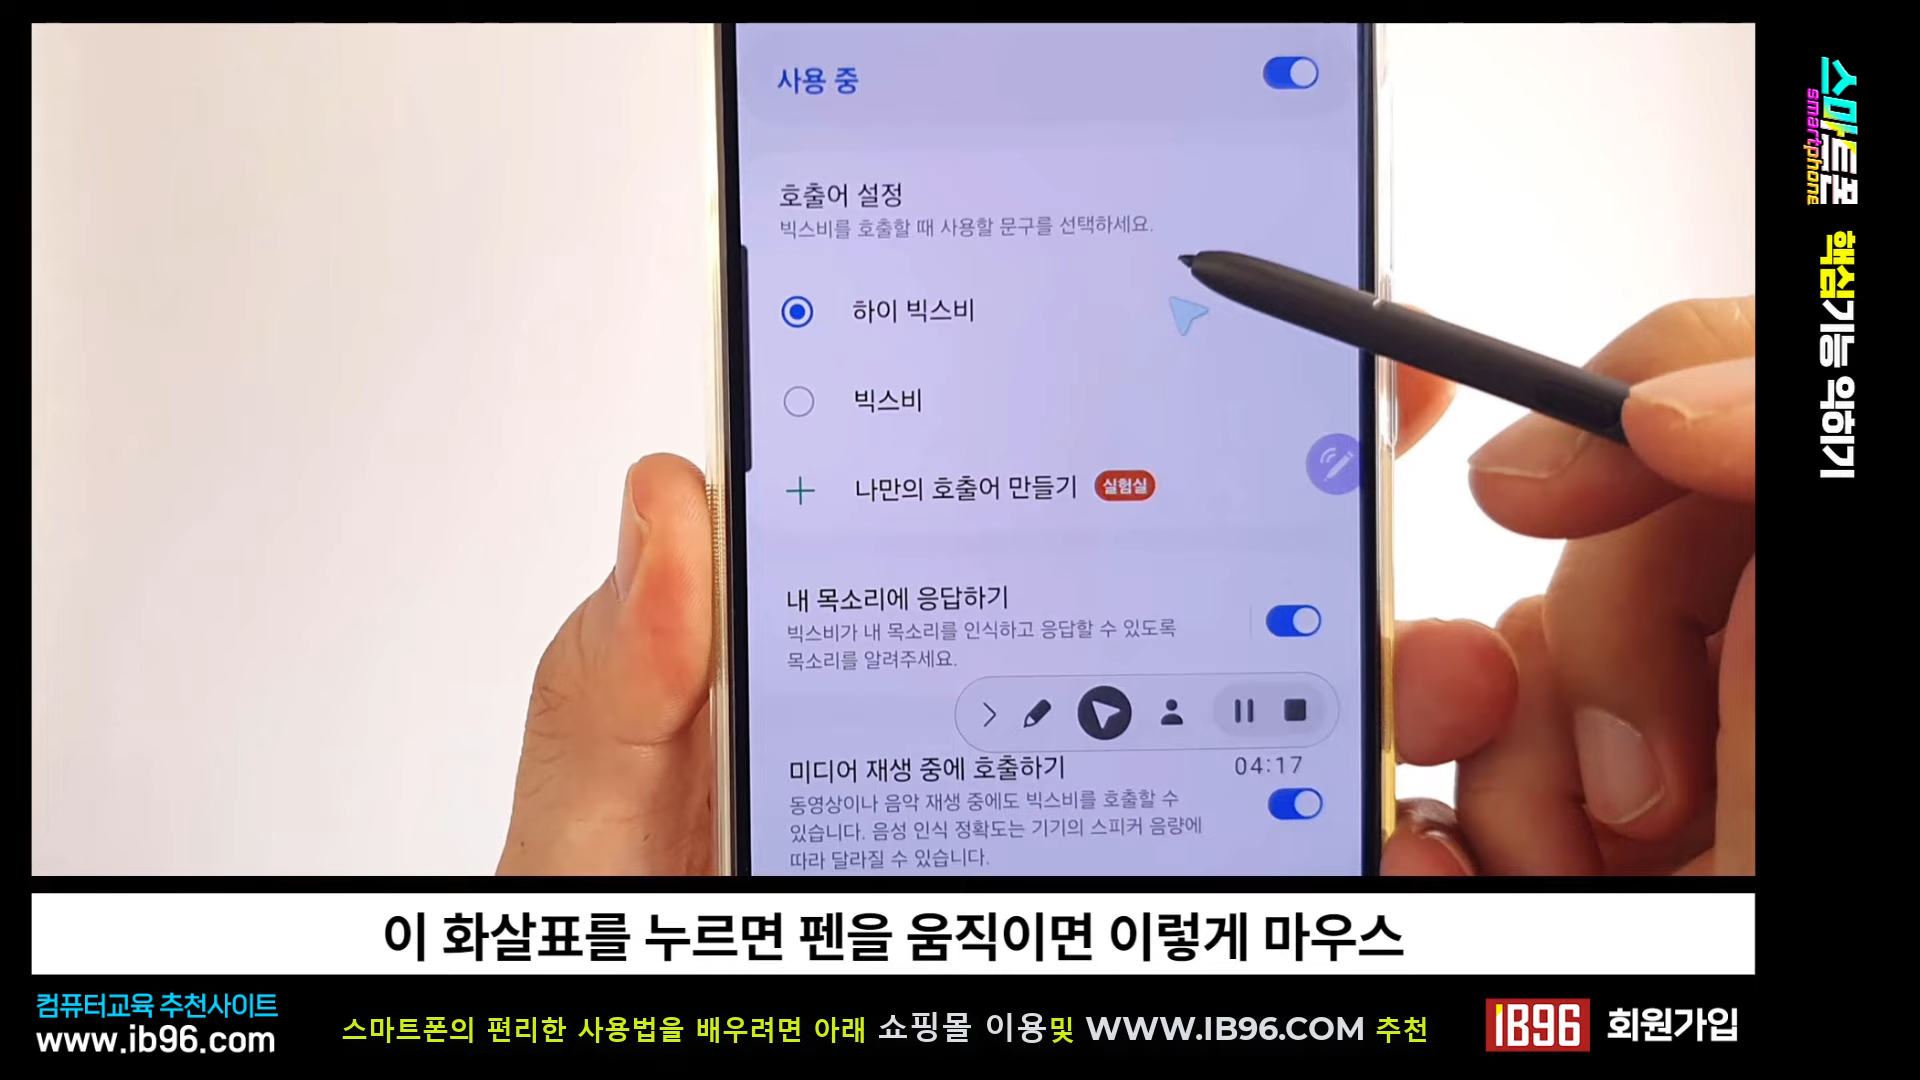 사용 중
호출어 설정
빅스비를 호출할 때 사용할 문구를 선택하세요.
하이 빅스비
빅스비
나만의 호출어 만들기 실험실
내 목소리에 응답하기
빅스비가 내 목소리를 인식하고 응답할 수 있도록
목소리를 알려주세요.
미디어 재생 중에 호출하기
04:17
동영상이나 음악 재생 중에도 빅스비를 호출할 수
있습니다. 음성 인식 정확도는 기기의 스피커 음량에
따라 달라질 수 있습니다.
스마트폰 핵심기능 익히기
smartphone
이 화살표를 누르면 펜을 움직이면 이렇게 마우스
컴퓨터교육 추천사이트
www.ib96.com
스마트폰의 편리한 사용법을 배우려면 아래 쇼핑몰 이용및 WWW.IB96.COM 추천
IB96 회원가입